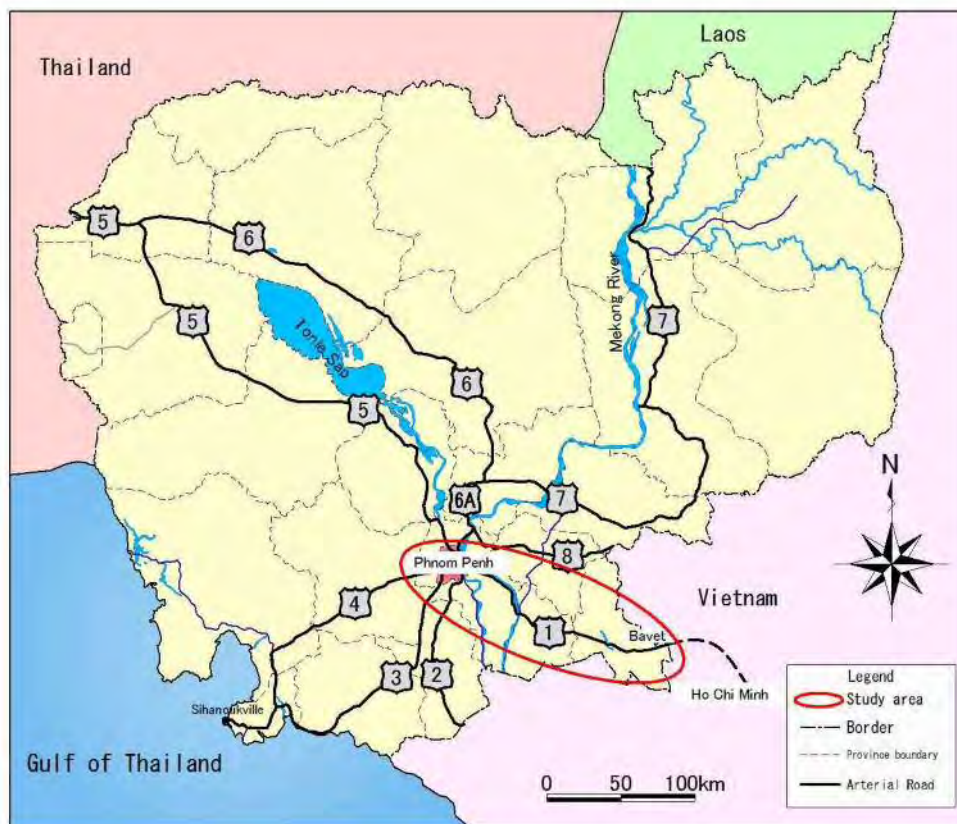 Laos
Thailand
5
6
Mekong River
5
7
Tonle Sap
6
5
N
6A
7
8
Phnom Penh
4
Vietnam
1
Bavet
3
2
Ho Chi Minh
Sihanoukville
Gulf of Thailand
0 50 100km
Legend
Study area
Border
Province boundary
Arterial Road